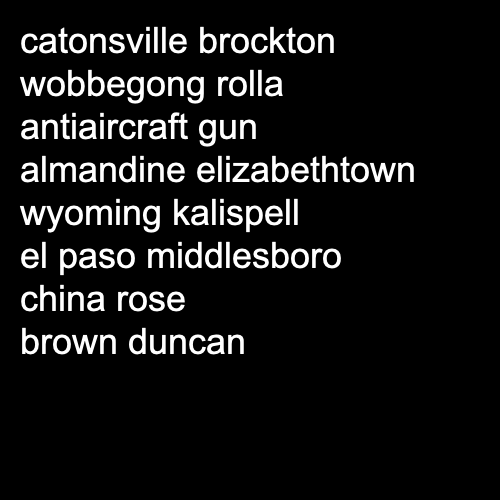 catonsville brockton
wobbegong rolla
antiaircraft gun
almandine elizabethtown
wyoming kalispell
el paso middlesboro
china rose
brown duncan